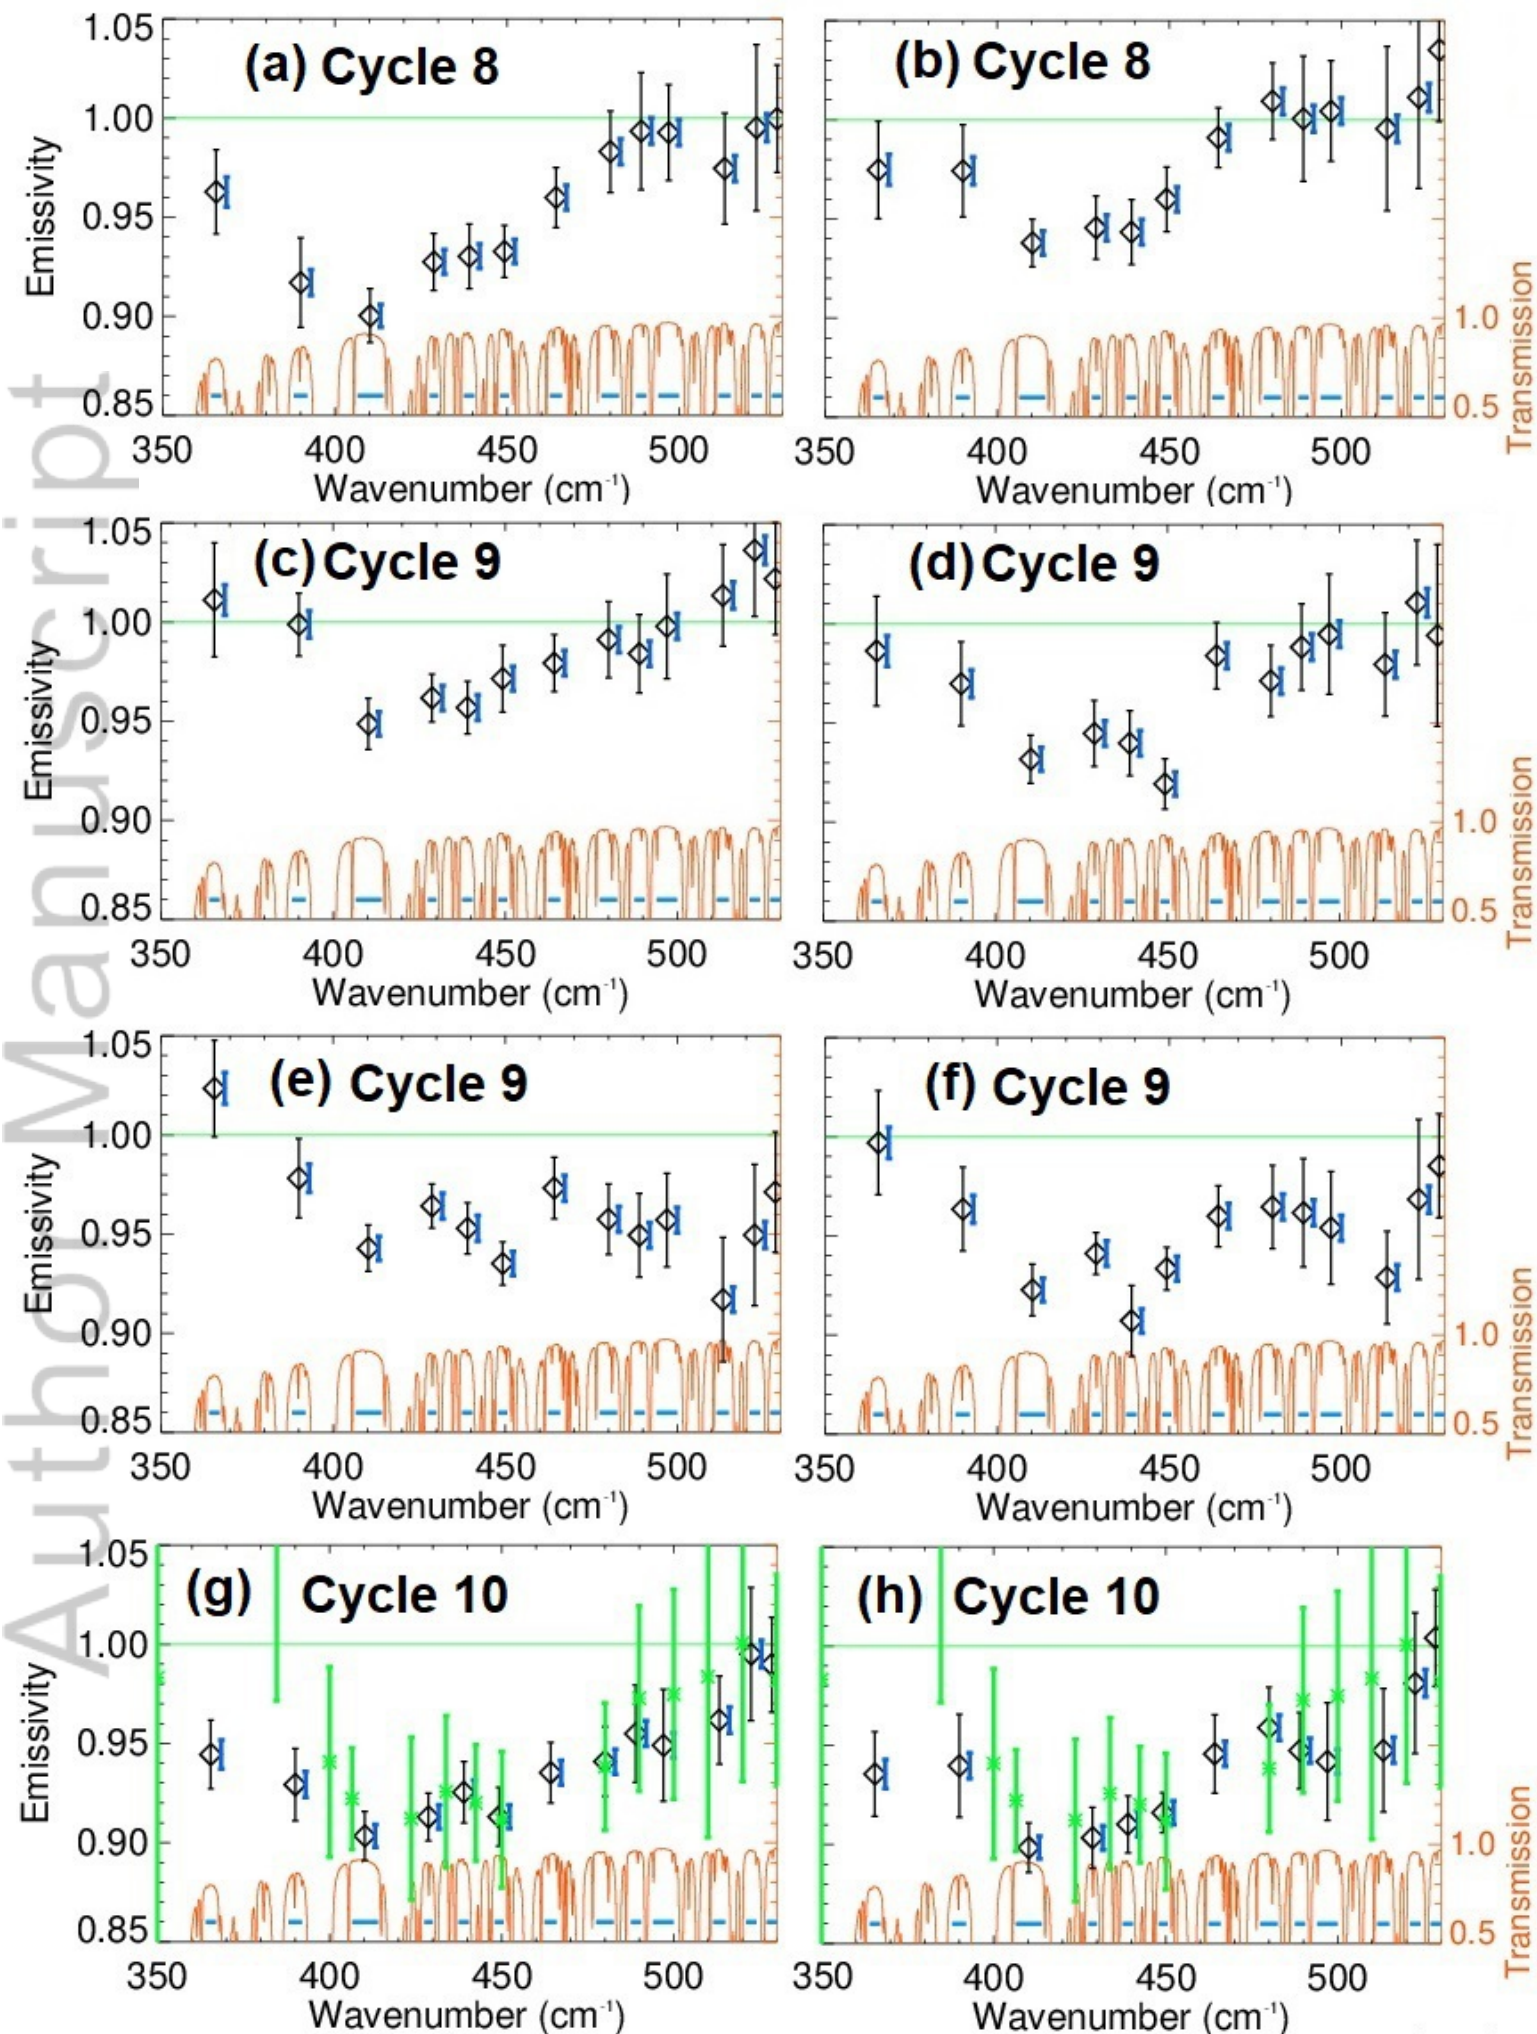 Author Manuscript
(a) Cycle 8
1.05
1.00
0.95
0.90
0.85
Emissivity
350 400 450 500
Wavenumber (cm⁻¹)
(b) Cycle 8
1.0
0.5
Transmission
350 400 450 500
Wavenumber (cm⁻¹)
(c) Cycle 9
1.05
1.00
0.95
0.90
0.85
Emissivity
350 400 450 500
Wavenumber (cm⁻¹)
(d) Cycle 9
1.0
0.5
Transmission
350 400 450 500
Wavenumber (cm⁻¹)
(e) Cycle 9
1.05
1.00
0.95
0.90
0.85
Emissivity
350 400 450 500
Wavenumber (cm⁻¹)
(f) Cycle 9
1.0
0.5
Transmission
350 400 450 500
Wavenumber (cm⁻¹)
(g) Cycle 10
1.05
1.00
0.95
0.90
0.85
Emissivity
350 400 450 500
Wavenumber (cm⁻¹)
(h) Cycle 10
1.0
0.5
Transmission
350 400 450 500
Wavenumber (cm⁻¹)